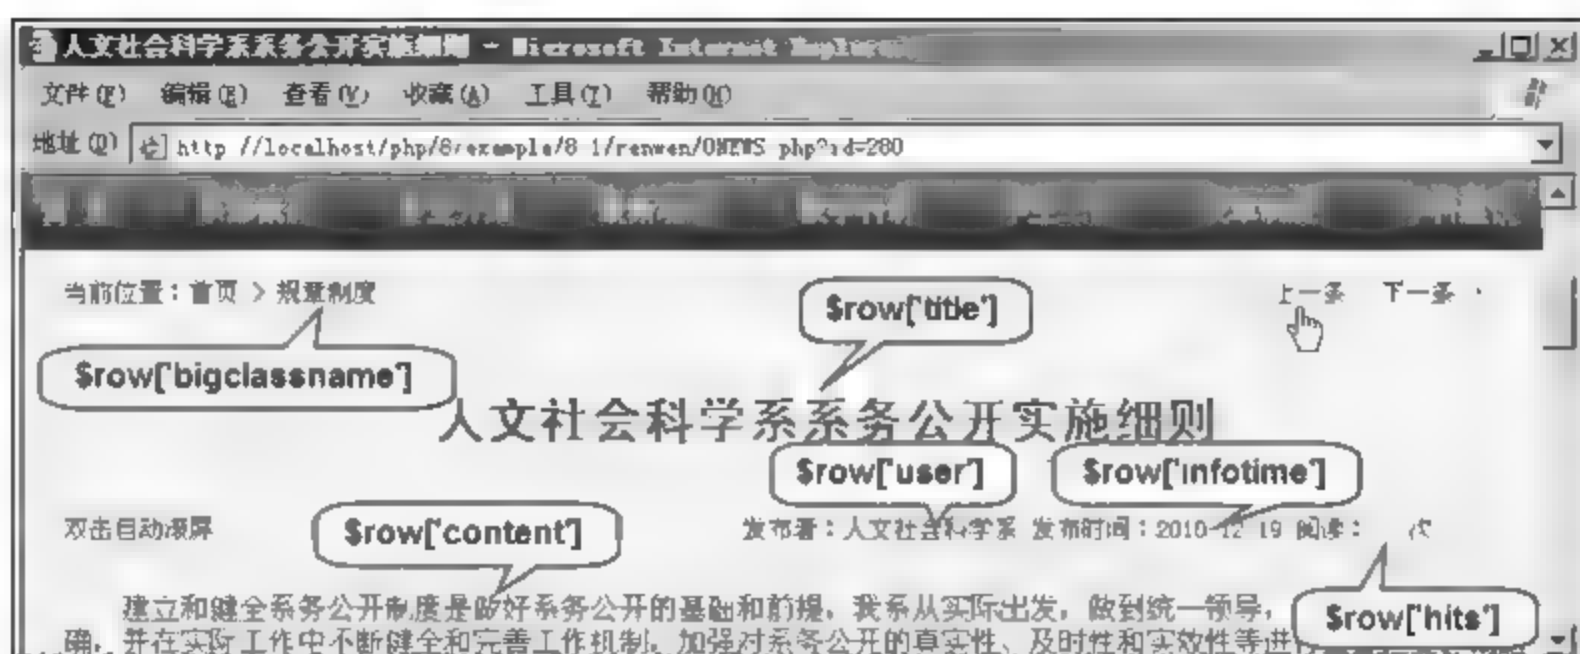 人文社会科学系系务公开实施细则 - Microsoft Internet Explorer
文件(F) 编辑(E) 查看(V) 收藏(A) 工具(T) 帮助(H)
地址(D) http //localhost/php/8/example/8 1/renwen/ONEWS php?id=280
当前位置：首页 > 规章制度
上一条 下一条
$row['title']
$row['bigclassname']
人文社会科学系系务公开实施细则
$row['user'] $row['infotime']
双击自动滚屏
$row['content']
发布者：人文社会科学系 发布时间：2010-12 19 阅读： 次
建立和健全系务公开制度是做好系务公开的基础和前提，我系从实际出发，做到统一领导，
$row['hits']
确，并在实际工作中不断健全和完善工作机制，加强对系务公开的真实性、及时性和实效性等进